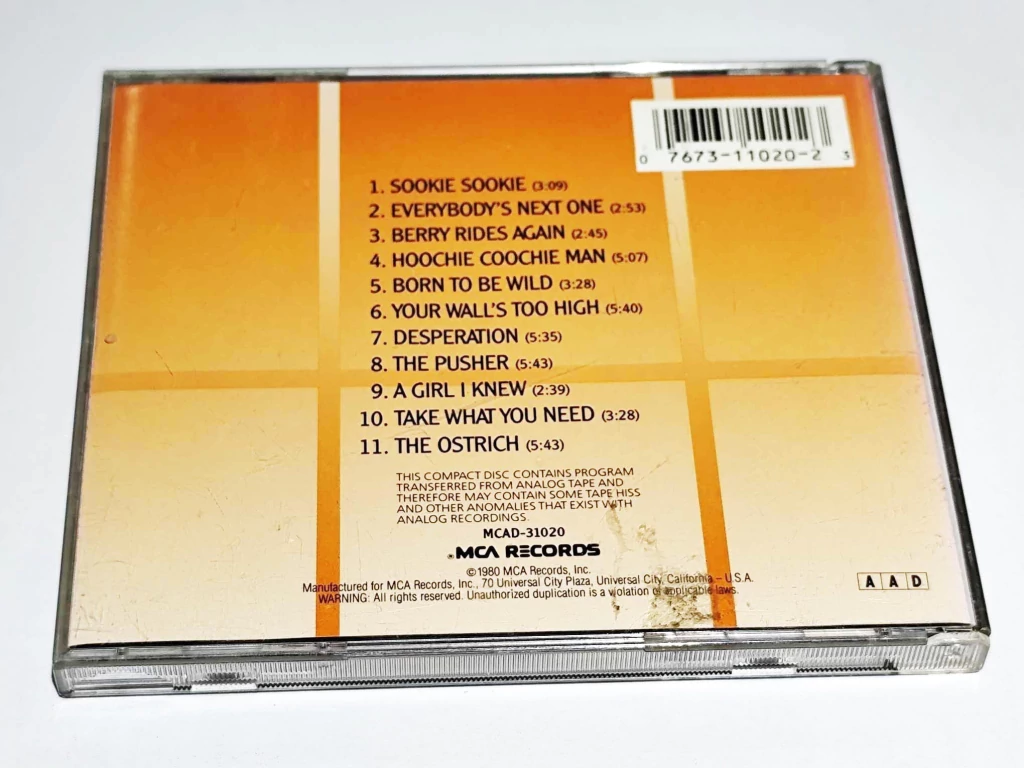 0 7673-11020-2 3
1. SOOKIE SOOKIE (3:09)
2. EVERYBODY'S NEXT ONE (2:53)
3. BERRY RIDES AGAIN (2:45)
4. HOOCHIE COOCHIE MAN (5:07)
5. BORN TO BE WILD (3:28)
6. YOUR WALL'S TOO HIGH (5:40)
7. DESPERATION (5:35)
8. THE PUSHER (5:43)
9. A GIRL I KNEW (2:39)
10. TAKE WHAT YOU NEED (3:28)
11. THE OSTRICH (5:43)
THIS COMPACT DISC CONTAINS PROGRAM
TRANSFERRED FROM ANALOG TAPE AND
THEREFORE MAY CONTAIN SOME TAPE HISS
AND OTHER ANOMALIES THAT EXIST WITH
ANALOG RECORDINGS.
MCAD-31020
MCA RECORDS
©1980 MCA Records, Inc.
Manufactured for MCA Records, Inc., 70 Universal City Plaza, Universal City, California – U.S.A.
WARNING: All rights reserved. Unauthorized duplication is a violation of applicable laws.
A A D